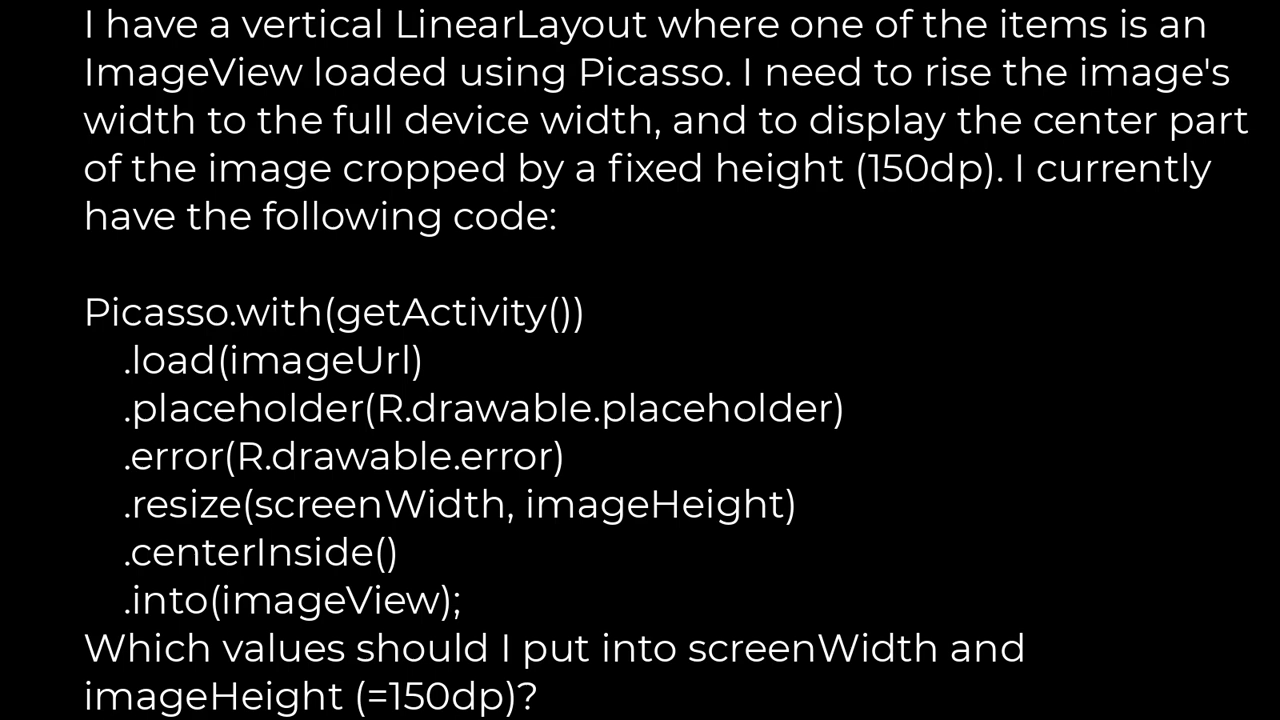 I have a vertical LinearLayout where one of the items is an
ImageView loaded using Picasso. I need to rise the image's
width to the full device width, and to display the center part
of the image cropped by a fixed height (150dp). I currently
have the following code:

Picasso.with(getActivity())
    .load(imageUrl)
    .placeholder(R.drawable.placeholder)
    .error(R.drawable.error)
    .resize(screenWidth, imageHeight)
    .centerInside()
    .into(imageView);
Which values should I put into screenWidth and
imageHeight (=150dp)?